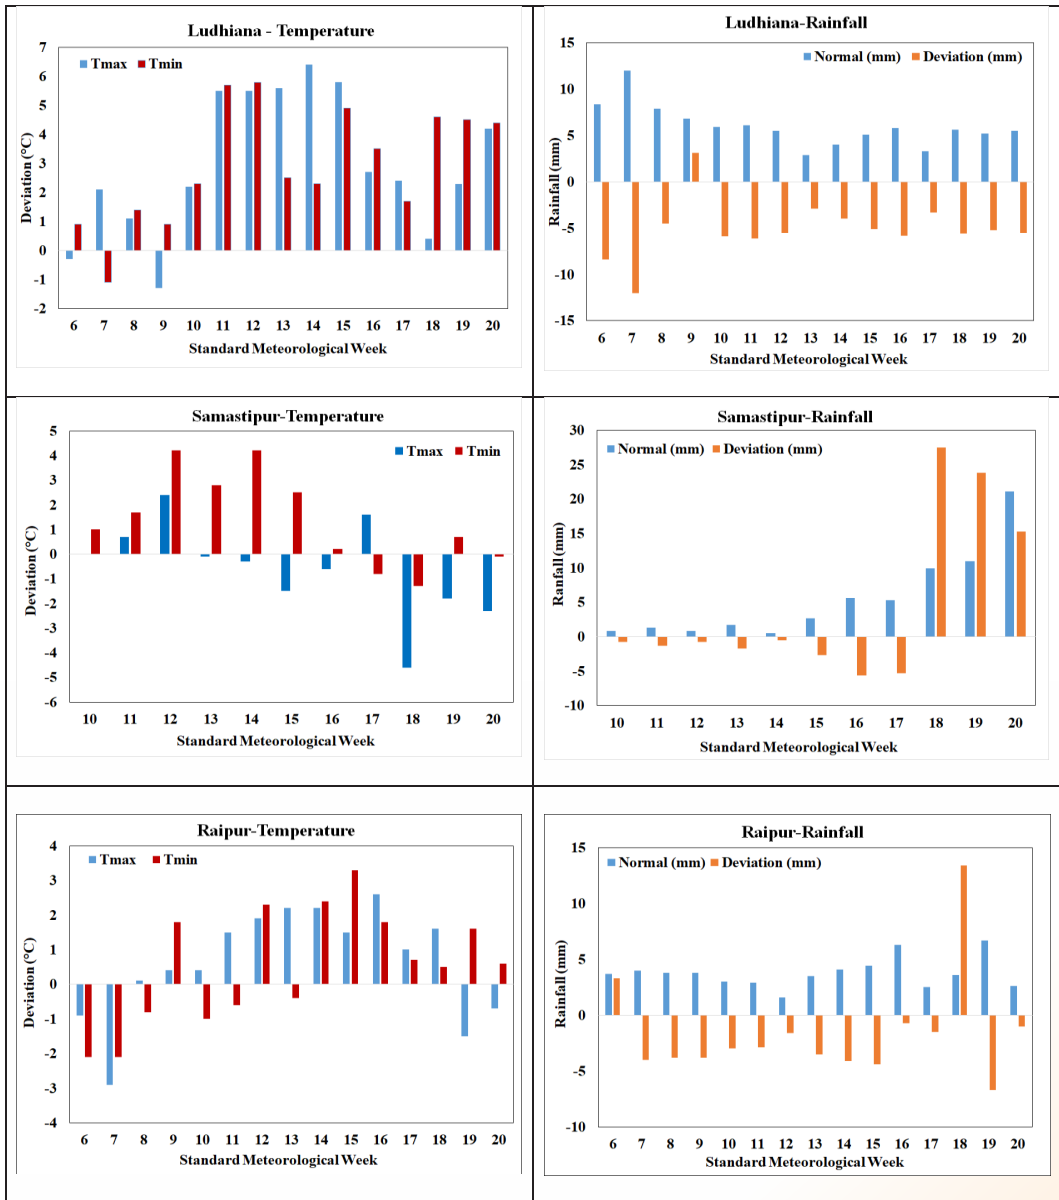 Ludhiana - Temperature
Tmax Tmin
Deviation (°C)
7
6
5
4
3
2
1
0
-1
-2
6 7 8 9 10 11 12 13 14 15 16 17 18 19 20
Standard Meteorological Week
Ludhiana-Rainfall
Normal (mm) Deviation (mm)
Rainfall (mm)
15
10
5
0
-5
-10
-15
6 7 8 9 10 11 12 13 14 15 16 17 18 19 20
Standard Meteorological Week
Samastipur-Temperature
Tmax Tmin
Deviation (°C)
5
4
3
2
1
0
-1
-2
-3
-4
-5
-6
10 11 12 13 14 15 16 17 18 19 20
Standard Meteorological Week
Samastipur-Rainfall
Normal (mm) Deviation (mm)
Ranfall (mm)
30
25
20
15
10
5
0
-5
-10
10 11 12 13 14 15 16 17 18 19 20
Standard Meteorological Week
Raipur-Temperature
Tmax Tmin
Deviation (°C)
4
3
2
1
0
-1
-2
-3
-4
6 7 8 9 10 11 12 13 14 15 16 17 18 19 20
Standard Meteorological Week
Raipur-Rainfall
Normal (mm) Deviation (mm)
Rainfall (mm)
15
10
5
0
-5
-10
6 7 8 9 10 11 12 13 14 15 16 17 18 19 20
Standard Meteorological Week